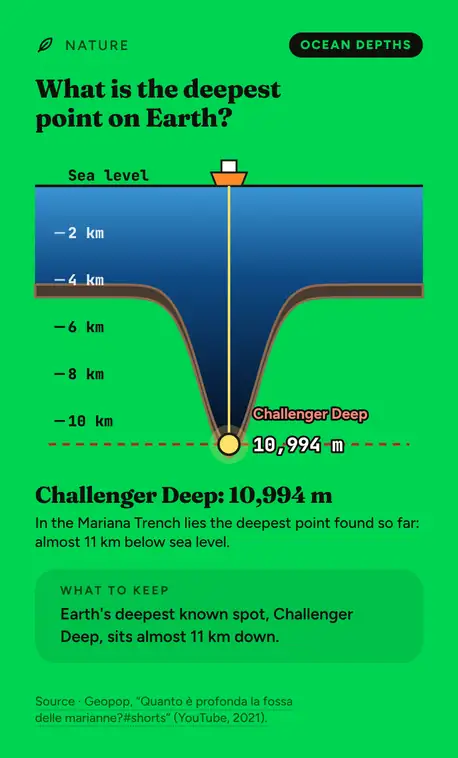 NATURE
OCEAN DEPTHS
What is the deepest
point on Earth?
Sea level
2 km
4 km
6 km
8 km
10 km
Challenger Deep
10,994 m
Challenger Deep: 10,994 m
In the Mariana Trench lies the deepest point found so far:
almost 11 km below sea level.
WHAT TO KEEP
Earth's deepest known spot, Challenger
Deep, sits almost 11 km down.
Source · Geopop, "Quanto è profonda la fossa
delle marianne?#shorts" (YouTube, 2021).